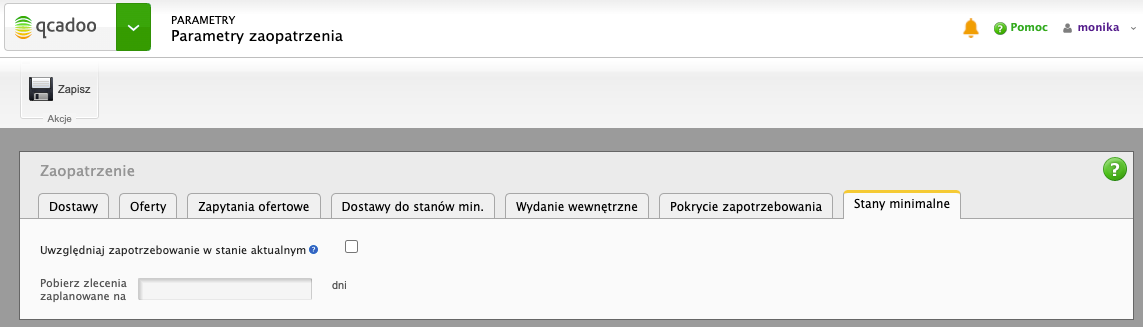 qcadoo
PARAMETRY
Parametry zaopatrzenia
Pomoc
monika
Zapisz
Akcje
Zaopatrzenie
Dostawy
Oferty
Zapytania ofertowe
Dostawy do stanów min.
Wydanie wewnętrzne
Pokrycie zapotrzebowania
Stany minimalne
Uwzględniaj zapotrzebowanie w stanie aktualnym
Pobierz zlecenia
zaplanowane na
dni